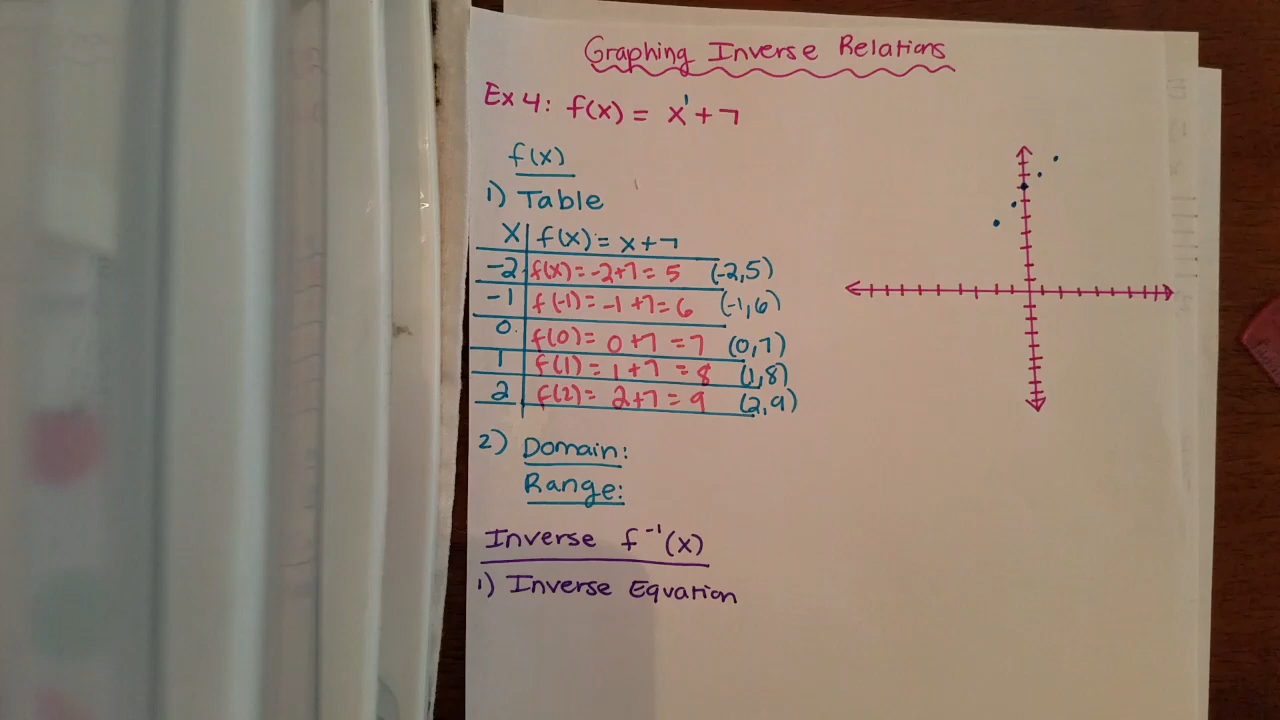 Graphing Inverse Relations
Ex 4: f(x) = x¹+7
f(x)
1) Table
x f(x) = x+7
-2 f(x) = -2+7 = 5 (-2,5)
-1 f(-1) = -1+7 = 6 (-1,6)
0 f(0) = 0+7 = 7 (0,7)
1 f(1) = 1+7 = 8 (1,8)
2 f(2) = 2+7 = 9 (2,9)
2) Domain:
Range:
Inverse f⁻¹(x)
1) Inverse Equation